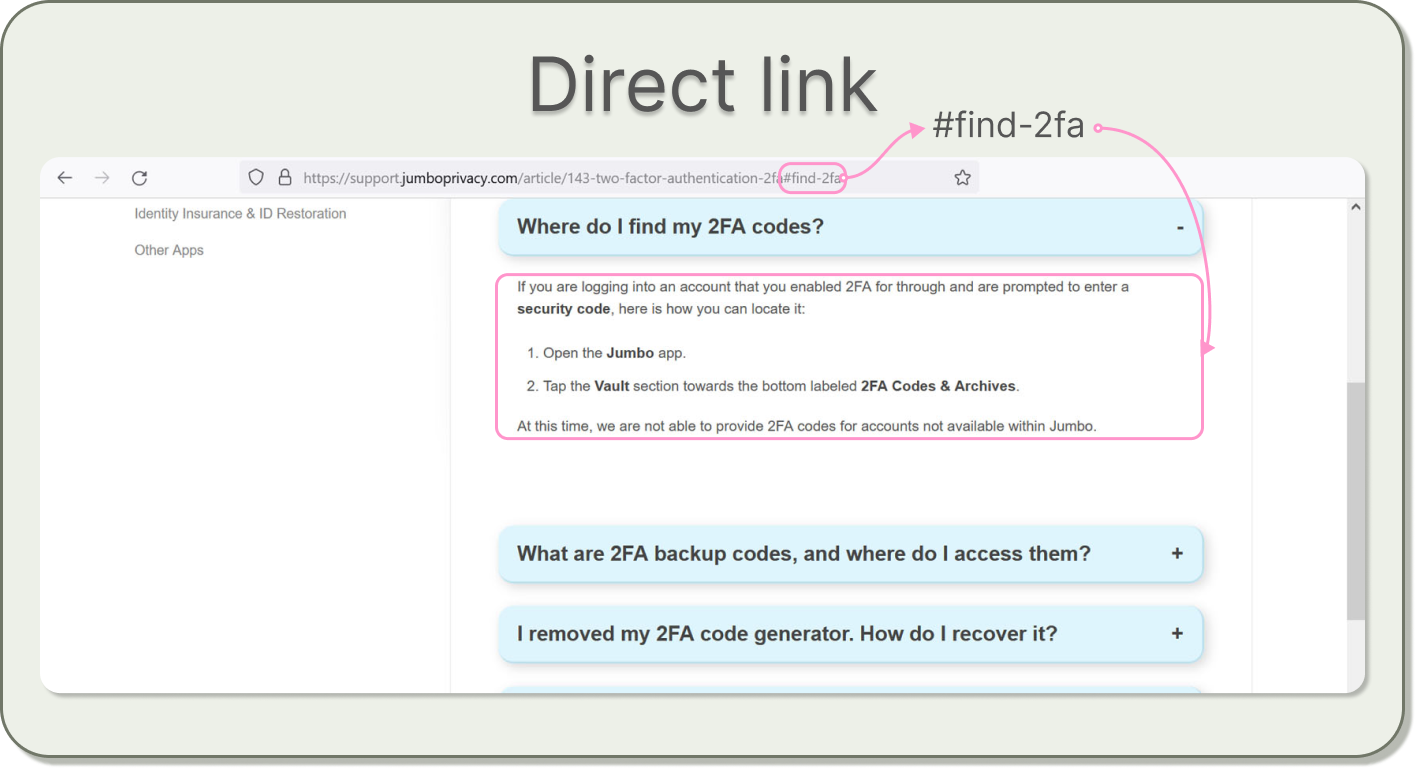 Direct link
#find-2fa
https://support.jumboprivacy.com/article/143-two-factor-authentication-2fa#find-2fa
Identity Insurance & ID Restoration
Other Apps
Where do I find my 2FA codes? -
If you are logging into an account that you enabled 2FA for through and are prompted to enter a
security code, here is how you can locate it:
1. Open the Jumbo app.
2. Tap the Vault section towards the bottom labeled 2FA Codes & Archives.
At this time, we are not able to provide 2FA codes for accounts not available within Jumbo.
What are 2FA backup codes, and where do I access them? +
I removed my 2FA code generator. How do I recover it? +